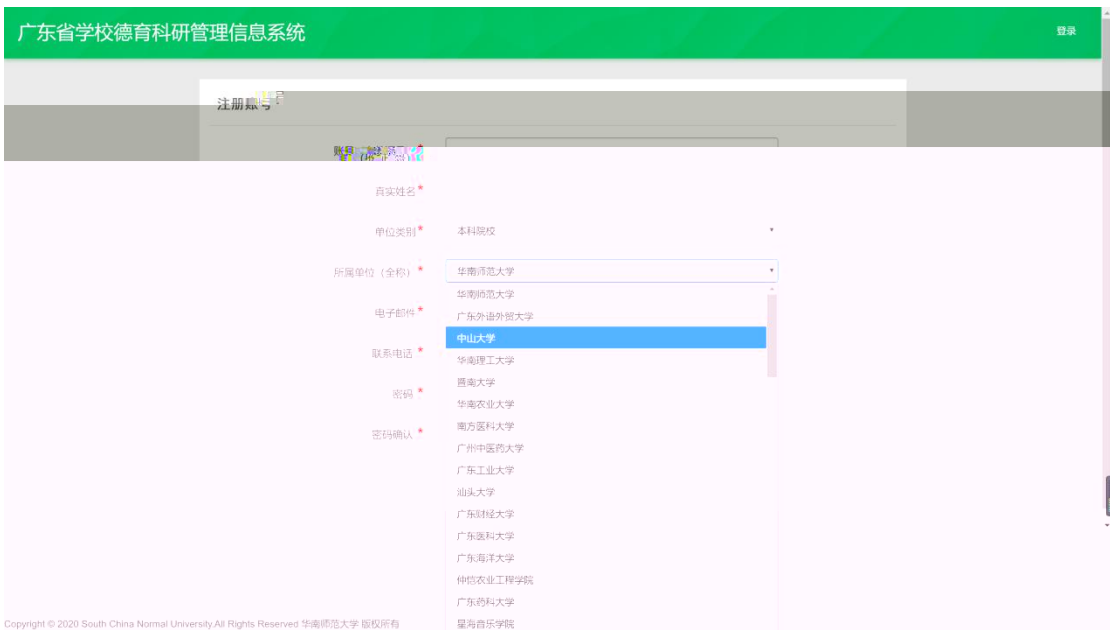 广东省学校德育科研管理信息系统
登录
注册账号
真实姓名*
单位类别* 本科院校
所属单位（全称）* 华南师范大学
华南师范大学
电子邮件*
广东外语外贸大学
中山大学
联系电话*
华南理工大学
暨南大学
密码*
华南农业大学
南方医科大学
密码确认*
广州中医药大学
广东工业大学
汕头大学
广东财经大学
广东医科大学
广东海洋大学
仲恺农业工程学院
广东药科大学
星海音乐学院
Copyright © 2020 South China Normal University.All Rights Reserved 华南师范大学 版权所有